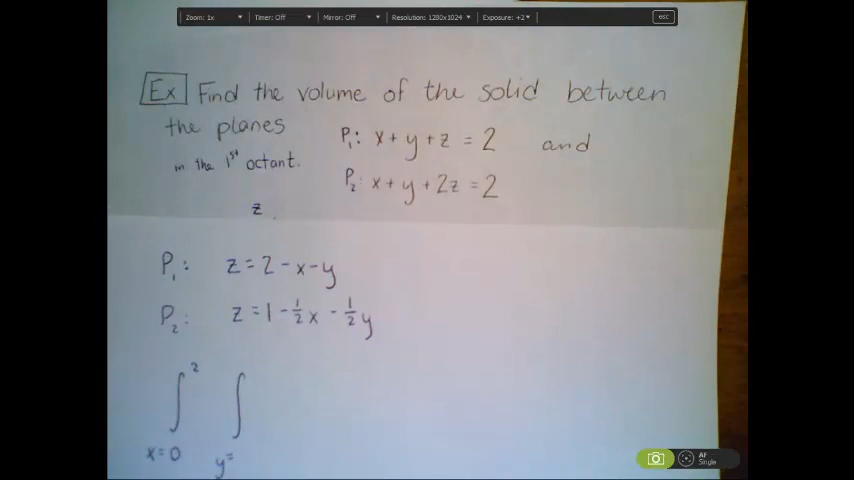 Zoom: 1x Timer: Off Mirror: Off Resolution: 1280x1024 Exposure: +2 esc
Ex Find the volume of the solid between
the planes P₁: x + y + z = 2 and
in the 1st octant. P₂: x + y + 2z = 2
z
P₁: z = 2 - x - y
P₂: z = 1 - ½x - ½y
∫ 2 ∫
x=0 y=
AF
Single